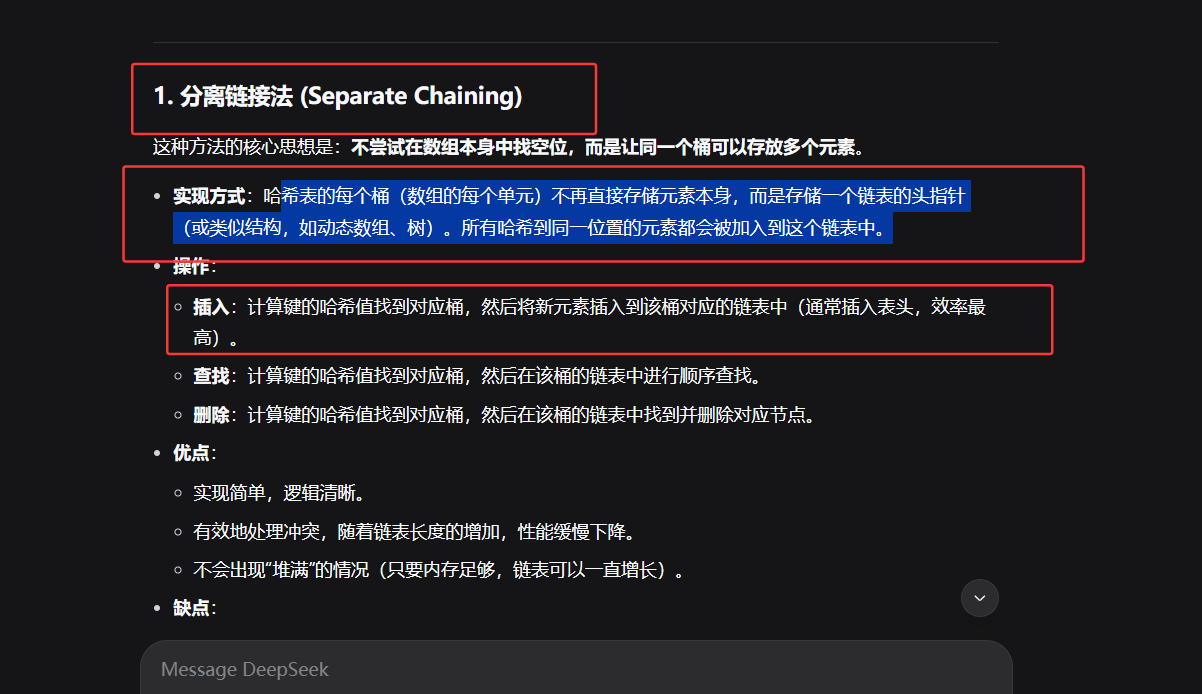 1. 分离链接法 (Separate Chaining)
这种方法的核心思想是：不尝试在数组本身中找空位，而是让同一个桶可以存放多个元素。
实现方式：哈希表的每个桶（数组的每个单元）不再直接存储元素本身，而是存储一个链表的头指针
（或类似结构，如动态数组、树）。所有哈希到同一位置的元素都会被加入到这个链表中。
操作：
插入：计算键的哈希值找到对应桶，然后将新元素插入到该桶对应的链表中（通常插入表头，效率最
高）。
查找：计算键的哈希值找到对应桶，然后在该桶的链表中进行顺序查找。
删除：计算键的哈希值找到对应桶，然后在该桶的链表中找到并删除对应节点。
优点：
实现简单，逻辑清晰。
有效地处理冲突，随着链表长度的增加，性能缓慢下降。
不会出现“堆满”的情况（只要内存足够，链表可以一直增长）。
缺点：
Message DeepSeek